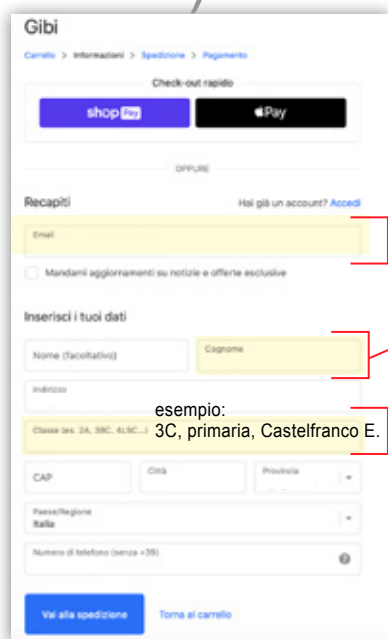 Gibi
Carrello > Informazioni > Spedizione > Pagamento
Check-out rapido
shop Pay
Pay
OPPURE
Recapiti
Hai già un account? Accedi
Email
Mandami aggiornamenti su notizie e offerte esclusive
Inserisci i tuoi dati
Nome (facoltativo)
Cognome
Indirizzo
esempio:
Classe (es. 2A, 3BC, 4LSC...)
3C, primaria, Castelfranco E.
CAP
Città
Provincia
Paese/Regione
Italia
Numero di telefono (senza +39)
Vai alla spedizione
Torna al carrello